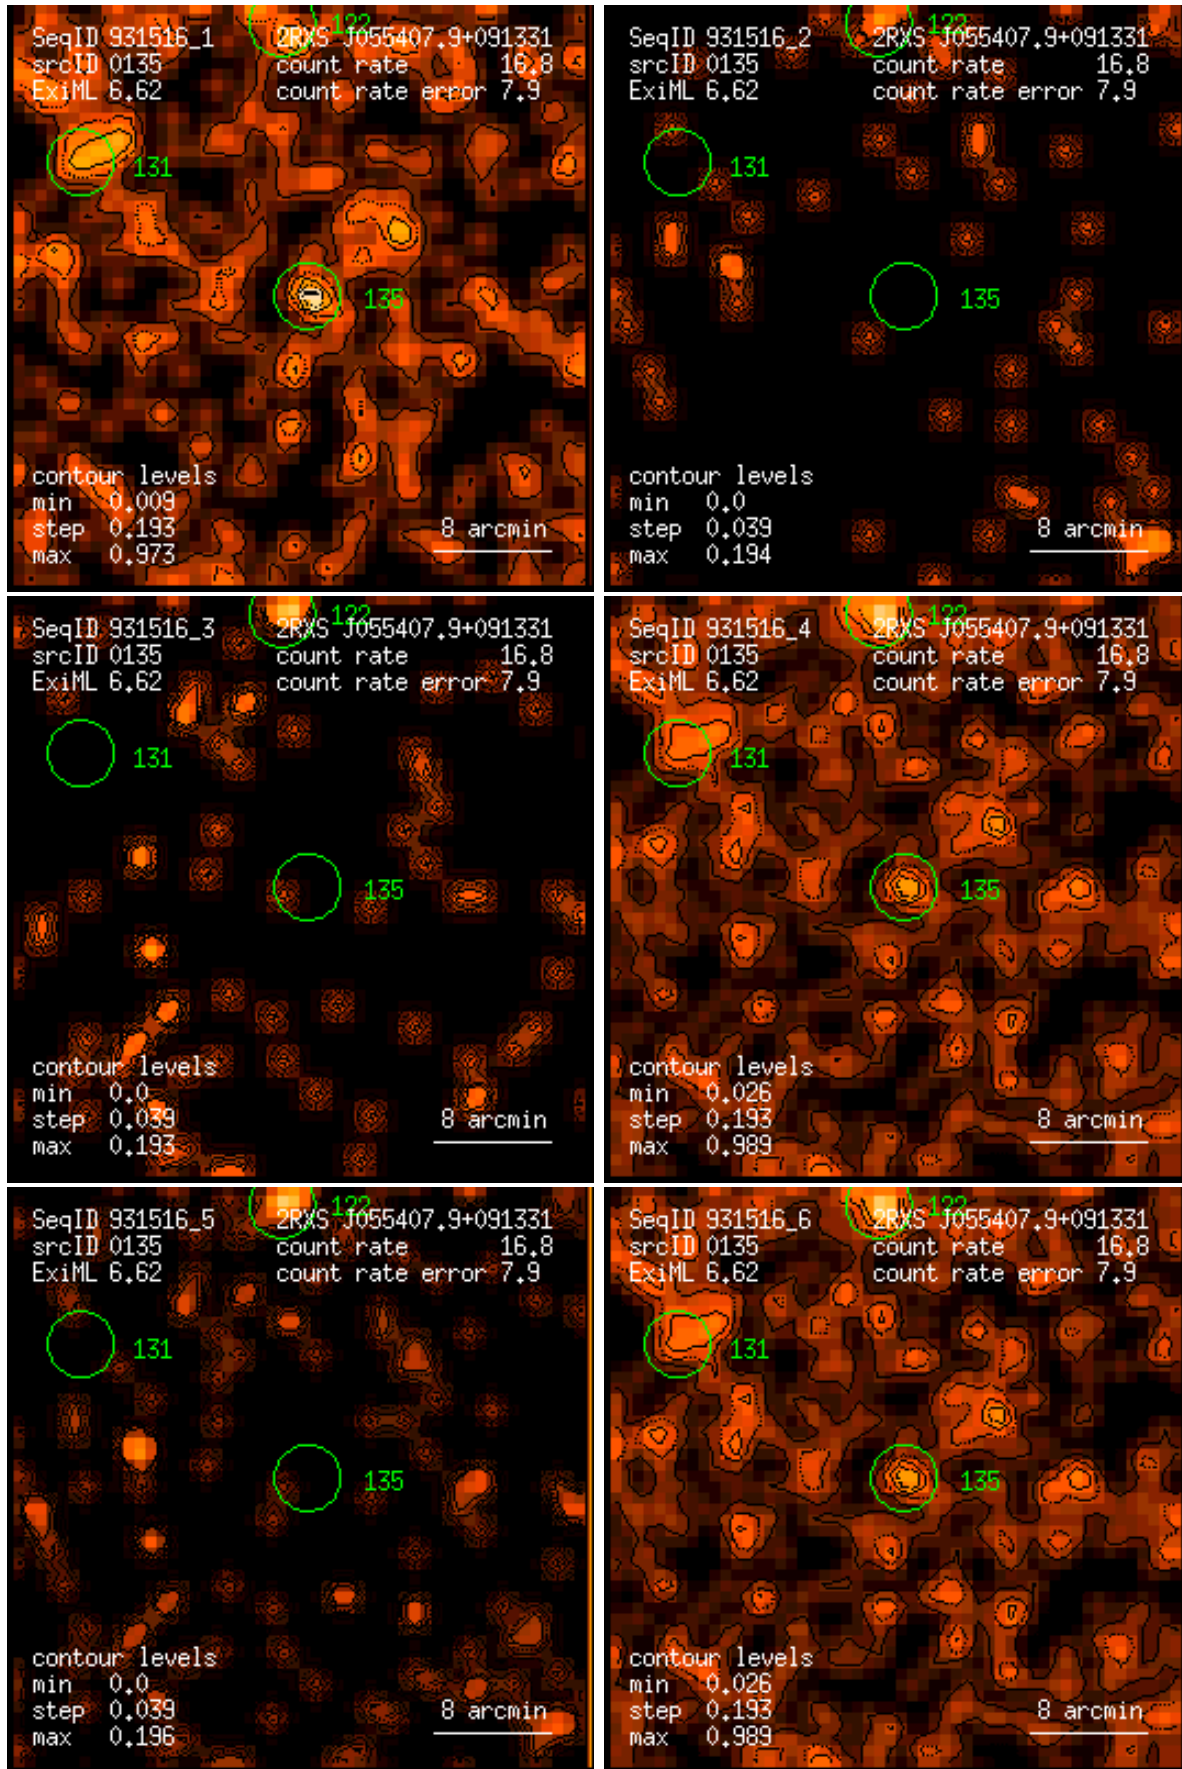 122
SeqID 931516_1 2RXS J055407.9+091331
srcID 0135 count rate 16.8
ExiML 6.62 count rate error 7.9
131
135
contour levels
min 0.009
step 0.193 8 arcmin
max 0.973
122
SeqID 931516_2 2RXS J055407.9+091331
srcID 0135 count rate 16.8
ExiML 6.62 count rate error 7.9
131
135
contour levels
min 0.0
step 0.039 8 arcmin
max 0.194
122
SeqID 931516_3 2RXS J055407.9+091331
srcID 0135 count rate 16.8
ExiML 6.62 count rate error 7.9
131
135
contour levels
min 0.0
step 0.039 8 arcmin
max 0.193
122
SeqID 931516_4 2RXS J055407.9+091331
srcID 0135 count rate 16.8
ExiML 6.62 count rate error 7.9
131
135
contour levels
min 0.026
step 0.193 8 arcmin
max 0.989
122
SeqID 931516_5 2RXS J055407.9+091331
srcID 0135 count rate 16.8
ExiML 6.62 count rate error 7.9
131
135
contour levels
min 0.0
step 0.039 8 arcmin
max 0.196
122
SeqID 931516_6 2RXS J055407.9+091331
srcID 0135 count rate 16.8
ExiML 6.62 count rate error 7.9
131
135
contour levels
min 0.026
step 0.193 8 arcmin
max 0.989